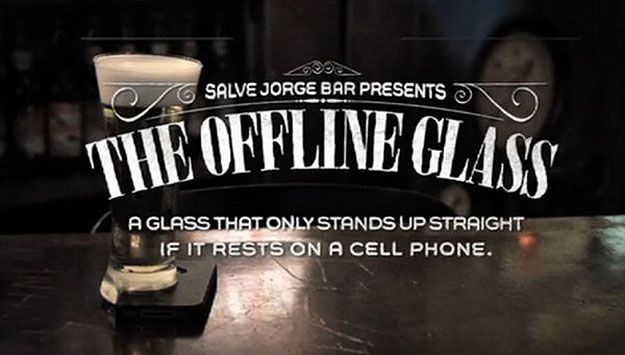 SALVE JORGE BAR PRESENTS
THE OFFLINE GLASS
A GLASS THAT ONLY STANDS UP STRAIGHT
IF IT RESTS ON A CELL PHONE.